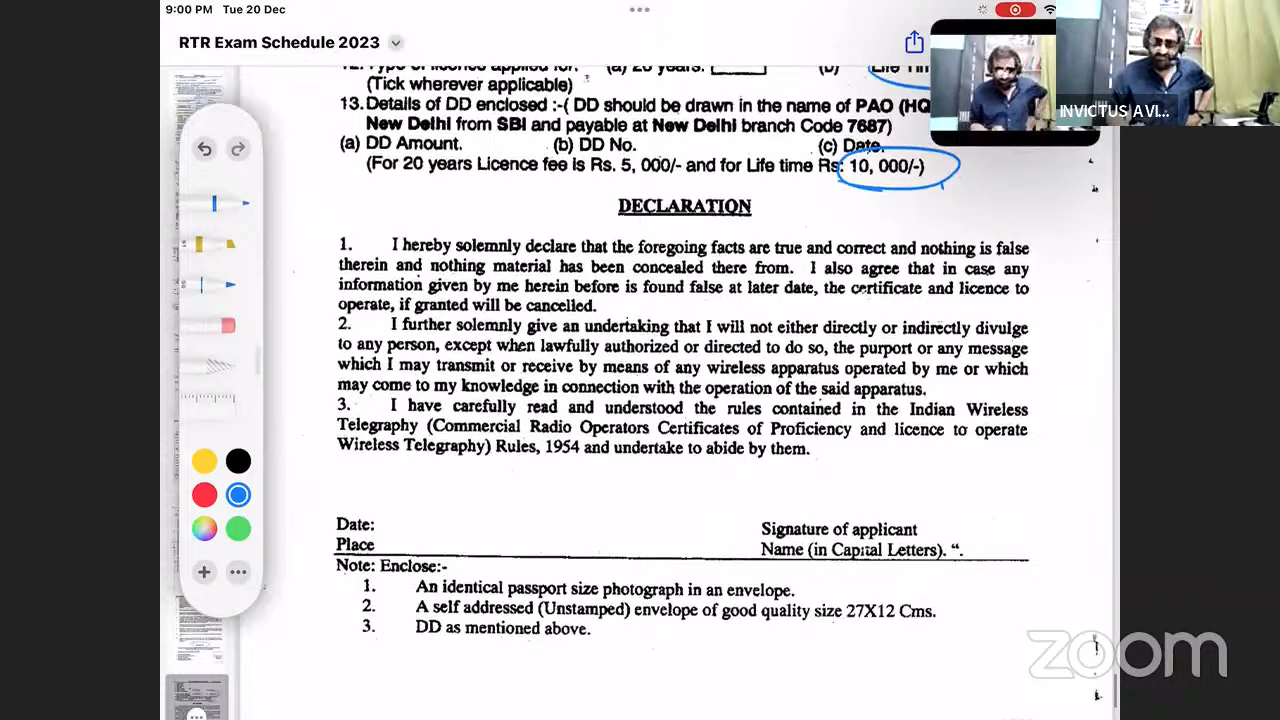 9:00 PM Tue 20 Dec
RTR Exam Schedule 2023
12. Type of licence applied for: (a) 20 years. (b) Life Tim
(Tick wherever applicable)
13. Details of DD enclosed :-( DD should be drawn in the name of PAO (HQ
New Delhi from SBI and payable at New Delhi branch Code 7687)
(a) DD Amount. (b) DD No. (c) Date.
(For 20 years Licence fee is Rs. 5, 000/- and for Life time Rs: 10, 000/-)
INVICTUS AVI...
DECLARATION
1. I hereby solemnly declare that the foregoing facts are true and correct and nothing is false
therein and nothing material has been concealed there from. I also agree that in case any
information given by me herein before is found false at later date, the certificate and licence to
operate, if granted will be cancelled.
2. I further solemnly give an undertaking that I will not either directly or indirectly divulge
to any person, except when lawfully authorized or directed to do so, the purport or any message
which I may transmit or receive by means of any wireless apparatus operated by me or which
may come to my knowledge in connection with the operation of the said apparatus.
3. I have carefully read and understood the rules contained in the Indian Wireless
Telegraphy (Commercial Radio Operators Certificates of Proficiency and licence to operate
Wireless Telegraphy) Rules, 1954 and undertake to abide by them.
Date: Signature of applicant
Place Name (in Capital Letters). “.
Note: Enclose:-
1. An identical passport size photograph in an envelope.
2. A self addressed (Unstamped) envelope of good quality size 27X12 Cms.
3. DD as mentioned above.
zoom